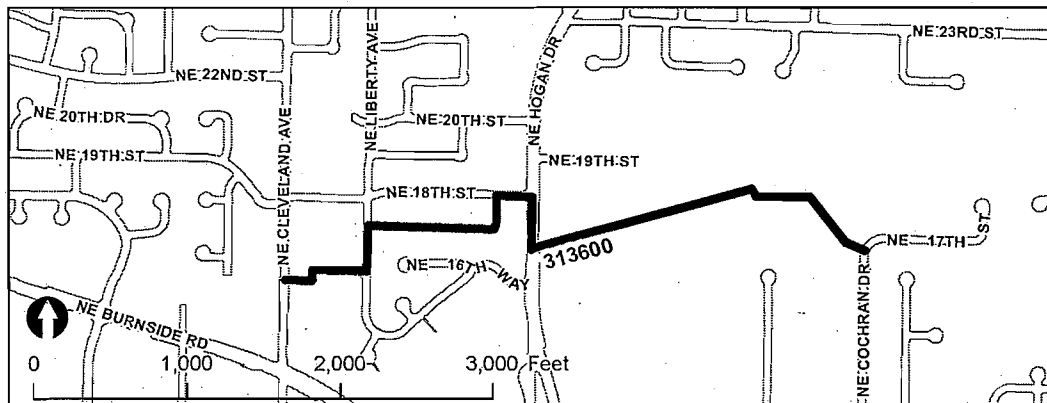 NE 23RD ST
NE 22ND ST
NE CLEVELAND AVE
NE LIBERTY AVE
NE HOGAN DR
NE 20TH DR
NE 20TH ST
NE 19TH ST
NE 19TH ST
NE 18TH ST
313600
NE 17TH ST
NE 16TH WAY
NE COCHRAN DR
NE BURNSIDE RD
0 1,000 2,000 3,000 Feet